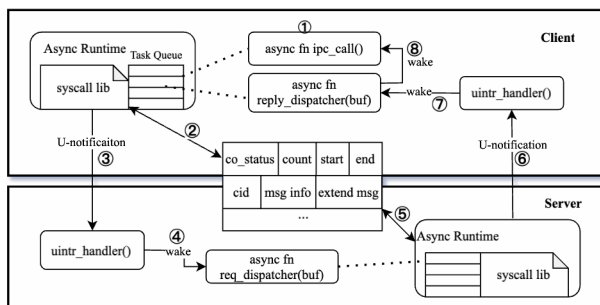 ①
Client
Async Runtime
Task Queue
syscall lib
async fn ipc_call()
⑧
wake
async fn
reply_dispatcher(buf)
wake
⑦
uintr_handler()
U-notificaiton
③
②
U-notification
⑥
co_status count start end
cid msg info extend msg
...
Server
⑤
Async Runtime
syscall lib
uintr_handler()
④
wake
async fn
req_dispatcher(buf)